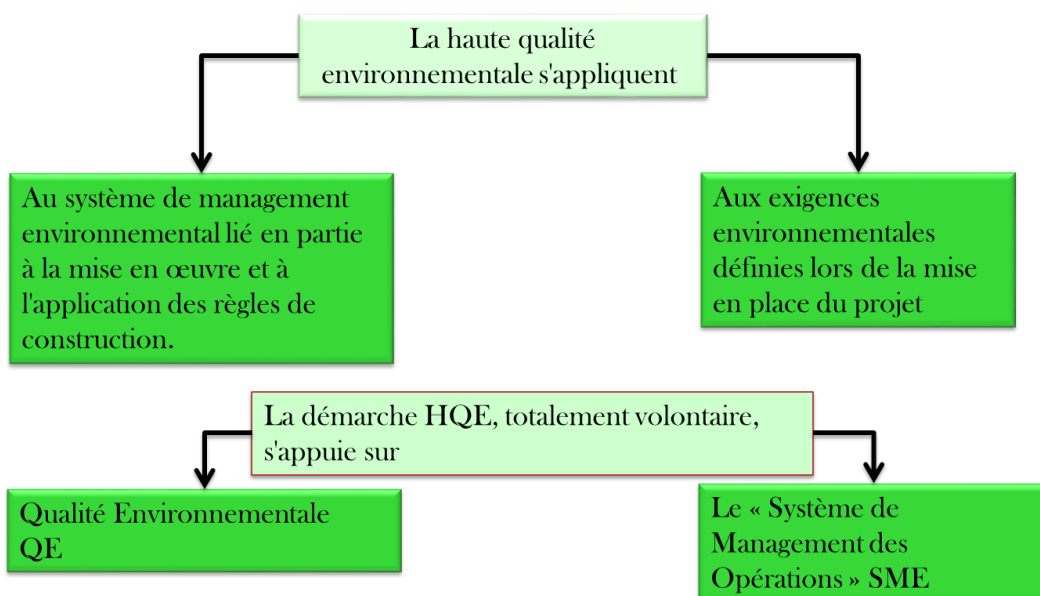 La haute qualité
environnementale s'appliquent
Au système de management
environnemental lié en partie
à la mise en œuvre et à
l'application des règles de
construction.
Aux exigences
environnementales
définies lors de la mise
en place du projet
La démarche HQE, totalement volontaire,
s'appuie sur
Qualité Environnementale
QE
Le « Système de
Management des
Opérations » SME